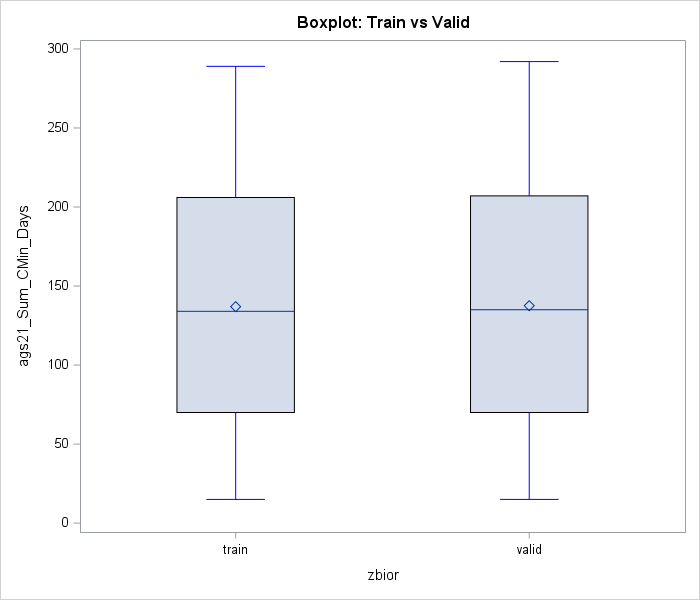 Boxplot: Train vs Valid
300
250
200
150
100
50
0
ags21_Sum_CMin_Days
train
valid
zbior